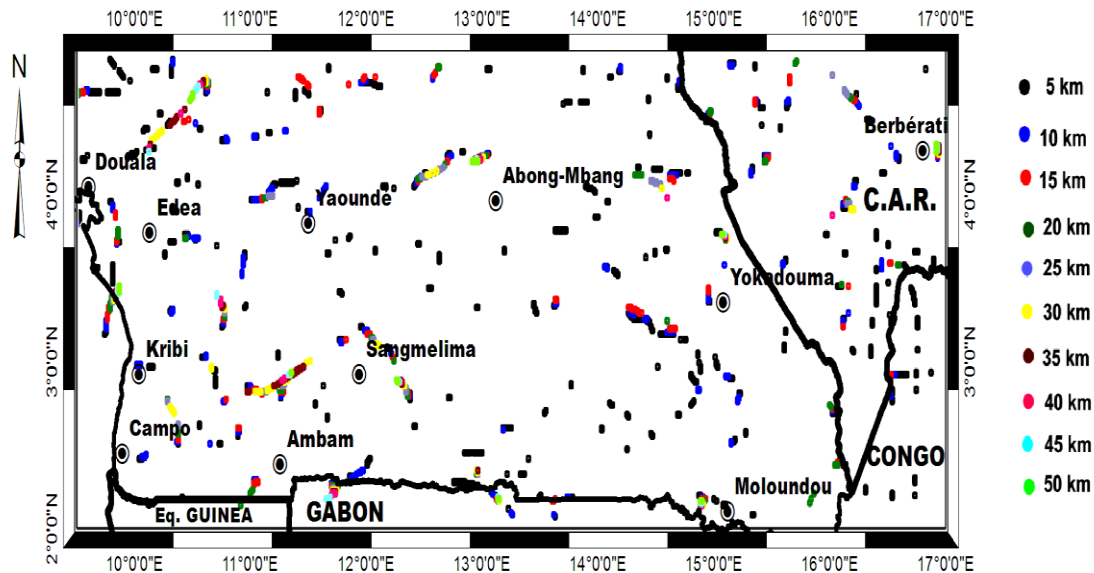 10°0'0"E 11°0'0"E 12°0'0"E 13°0'0"E 14°0'0"E 15°0'0"E 16°0'0"E 17°0'0"E
N
5 km
10 km
15 km
20 km
25 km
30 km
35 km
40 km
45 km
50 km
4°0'0"N
3°0'0"N
2°0'0"N
4°0'0"N
3°0'0"N
2°0'0"N
Berbérati
Douala
Abong-Mbang
Edea
Yaounde
C.A.R.
Yokadouma
Kribi
Sangmelima
Campo
Ambam
CONGO
Moloundou
Eq. GUINEA
GABON
10°0'0"E 11°0'0"E 12°0'0"E 13°0'0"E 14°0'0"E 15°0'0"E 16°0'0"E 17°0'0"E